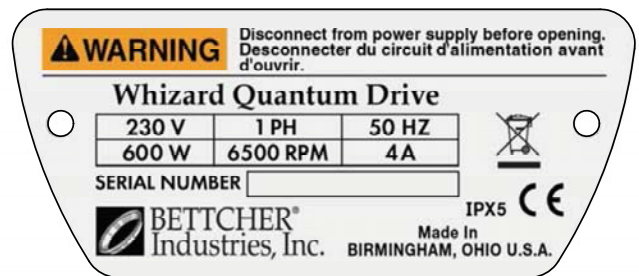 WARNING
Disconnect from power supply before opening.
Desconnecter du circuit d'alimentation avant
d'ouvrir.
Whizard Quantum Drive
230 V 1 PH 50 HZ
600 W 6500 RPM 4 A
SERIAL NUMBER
IPX5 CE
BETTCHER®
Industries, Inc.
Made In
BIRMINGHAM, OHIO U.S.A.